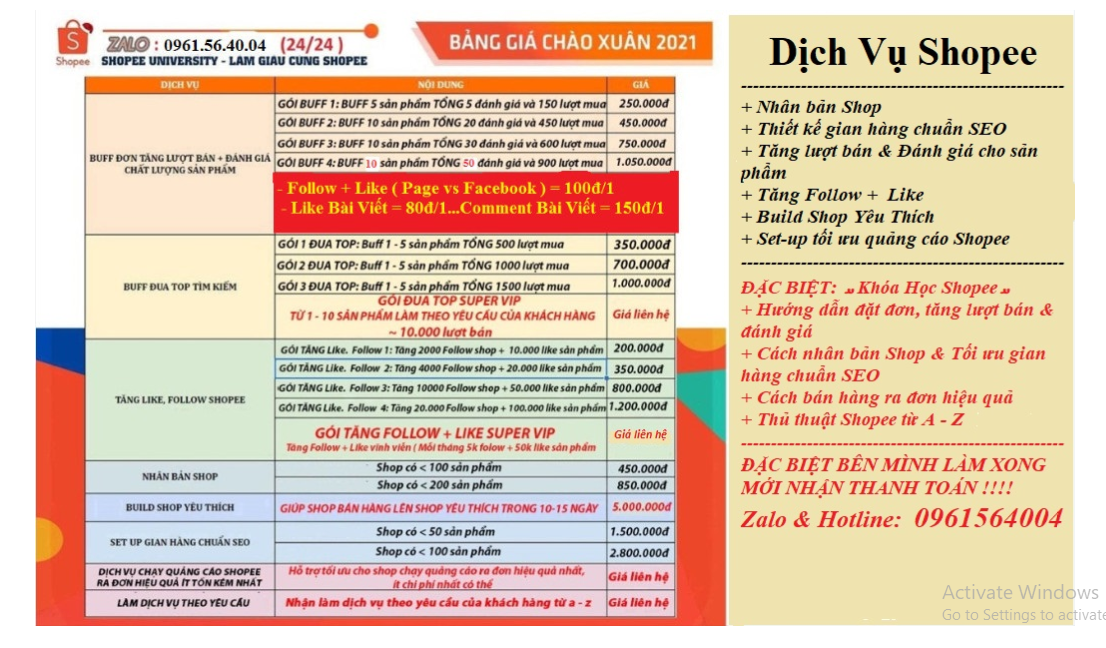 Shopee
ZALO : 0961.56.40.04 (24/24 )
SHOPEE UNIVERSITY - LAM GIAU CUNG SHOPEE
BẢNG GIÁ CHÀO XUÂN 2021
DỊCH VỤ NỘI DUNG GIÁ
BUFF ĐƠN TĂNG LƯỢT BÁN + ĐÁNH GIÁ
CHẤT LƯỢNG SẢN PHẨM
GÓI BUFF 1: BUFF 5 sản phẩm TỔNG 5 đánh giá và 150 lượt mua 250.000đ
GÓI BUFF 2: BUFF 10 sản phẩm TỔNG 20 đánh giá và 450 lượt mua 450.000đ
GÓI BUFF 3: BUFF 10 sản phẩm TỔNG 30 đánh giá và 600 lượt mua 750.000đ
GÓI BUFF 4: BUFF 10 sản phẩm TỔNG 50 đánh giá và 900 lượt mua 1.050.000đ
- Follow + Like ( Page vs Facebook ) = 100đ/1
- Like Bài Viết = 80đ/1...Comment Bài Viết = 150đ/1
BUFF ĐUA TOP TÌM KIẾM
GÓI 1 ĐUA TOP: Buff 1 - 5 sản phẩm TỔNG 500 lượt mua 350.000đ
GÓI 2 ĐUA TOP: Buff 1 - 5 sản phẩm TỔNG 1000 lượt mua 700.000đ
GÓI 3 ĐUA TOP: Buff 1 - 5 sản phẩm TỔNG 1500 lượt mua 1.000.000đ
GÓI ĐUA TOP SUPER VIP
TỪ 1 - 10 SẢN PHẨM LÀM THEO YÊU CẦU CỦA KHÁCH HÀNG Giá liên hệ
~ 10.000 lượt bán
TĂNG LIKE, FOLLOW SHOPEE
GÓI TĂNG Like. Follow 1: Tăng 2000 Follow shop + 10.000 like sản phẩm 200.000đ
GÓI TĂNG Like. Follow 2: Tăng 4000 Follow shop + 20.000 like sản phẩm 350.000đ
GÓI TĂNG Like. Follow 3: Tăng 10000 Follow shop + 50.000 like sản phẩm 800.000đ
GÓI TĂNG Like. Follow 4: Tăng 20.000 Follow shop + 100.000 like sản phẩm 1.200.000đ
GÓI TĂNG FOLLOW + LIKE SUPER VIP Giá liên hệ
Tăng Follow + Like vĩnh viễn ( Mỗi tháng 5k folow + 50k like sản phẩm
NHÂN BẢN SHOP
Shop có < 100 sản phẩm 450.000đ
Shop có < 200 sản phẩm 850.000đ
BUILD SHOP YÊU THÍCH GIÚP SHOP BÁN HÀNG LÊN SHOP YÊU THÍCH TRONG 10-15 NGÀY 5.000.000đ
SET UP GIAN HÀNG CHUẨN SEO
Shop có < 50 sản phẩm 1.500.000đ
Shop có < 100 sản phẩm 2.800.000đ
DỊCH VỤ CHẠY QUẢNG CÁO SHOPEE
RA ĐƠN HIỆU QUẢ ÍT TỐN KÉM NHẤT
Hỗ trợ tối ưu cho shop chạy quảng cáo ra đơn hiệu quả nhất,
ít chi phí nhất có thể Giá liên hệ
LÀM DỊCH VỤ THEO YÊU CẦU Nhận làm dịch vụ theo yêu cầu của khách hàng từ a - z Giá liên hệ
Dịch Vụ Shopee
+ Nhân bản Shop
+ Thiết kế gian hàng chuẩn SEO
+ Tăng lượt bán & Đánh giá cho sản
phẩm
+ Tăng Follow + Like
+ Build Shop Yêu Thích
+ Set-up tối ưu quảng cáo Shopee
ĐẶC BIỆT: „ Khóa Học Shopee „
+ Hướng dẫn đặt đơn, tăng lượt bán &
đánh giá
+ Cách nhân bản Shop & Tối ưu gian
hàng chuẩn SEO
+ Cách bán hàng ra đơn hiệu quả
+ Thủ thuật Shopee từ A - Z
ĐẶC BIỆT BÊN MÌNH LÀM XONG
MỚI NHẬN THANH TOÁN !!!!
Zalo & Hotline: 0961564004
Activate Windows
Go to Settings to activate